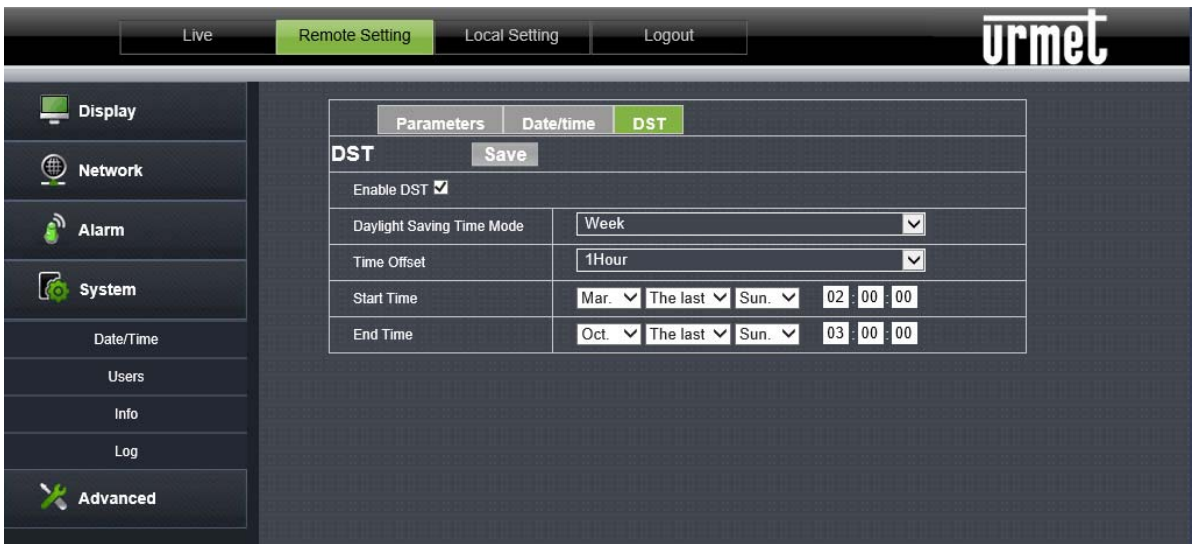 Live Remote Setting Local Setting Logout urmet
Display
Network
Alarm
System
Date/Time
Users
Info
Log
Advanced
Parameters Date/time DST
DST Save
Enable DST
Daylight Saving Time Mode Week
Time Offset 1Hour
Start Time Mar. The last Sun. 02 : 00 : 00
End Time Oct. The last Sun. 03 : 00 : 00